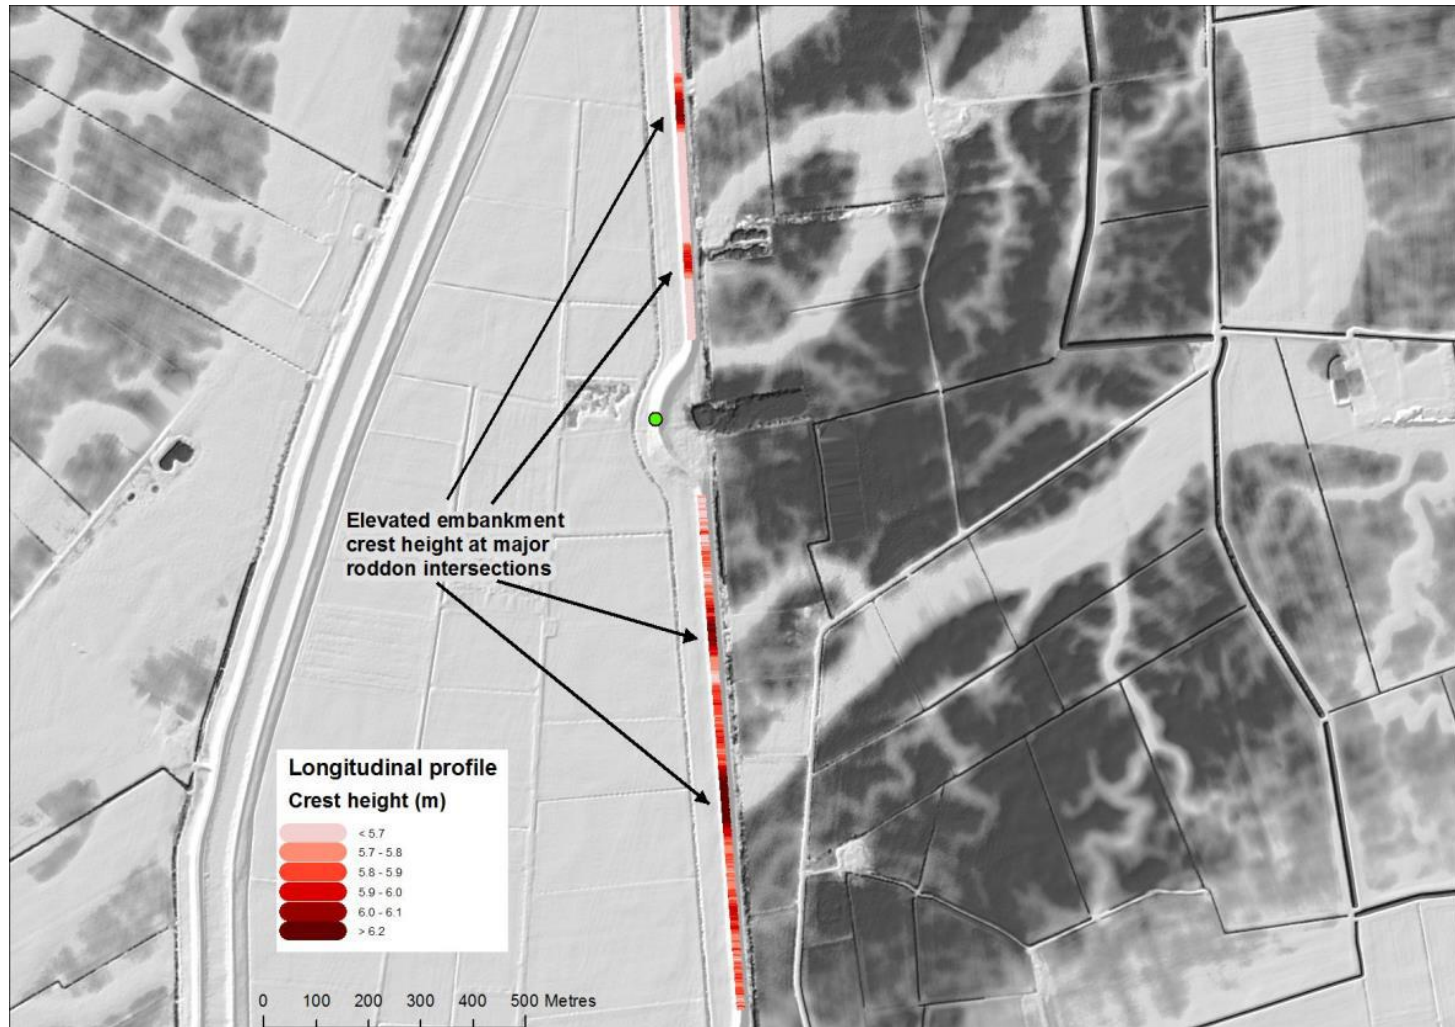 Elevated embankment
crest height at major
roddon intersections
Longitudinal profile
Crest height (m)
< 5.7
5.7 - 5.8
5.8 - 5.9
5.9 - 6.0
6.0 - 6.1
> 6.2
0 100 200 300 400 500 Metres